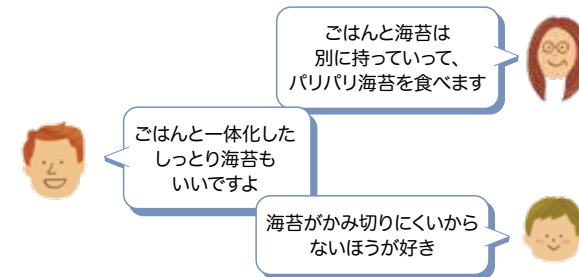 ごはんと海苔は
別に持っていって、
パリパリ海苔を食べます
ごはんと一体化した
しっとり海苔も
いいですよ
海苔がかみ切りにくいから
ないほうが好き